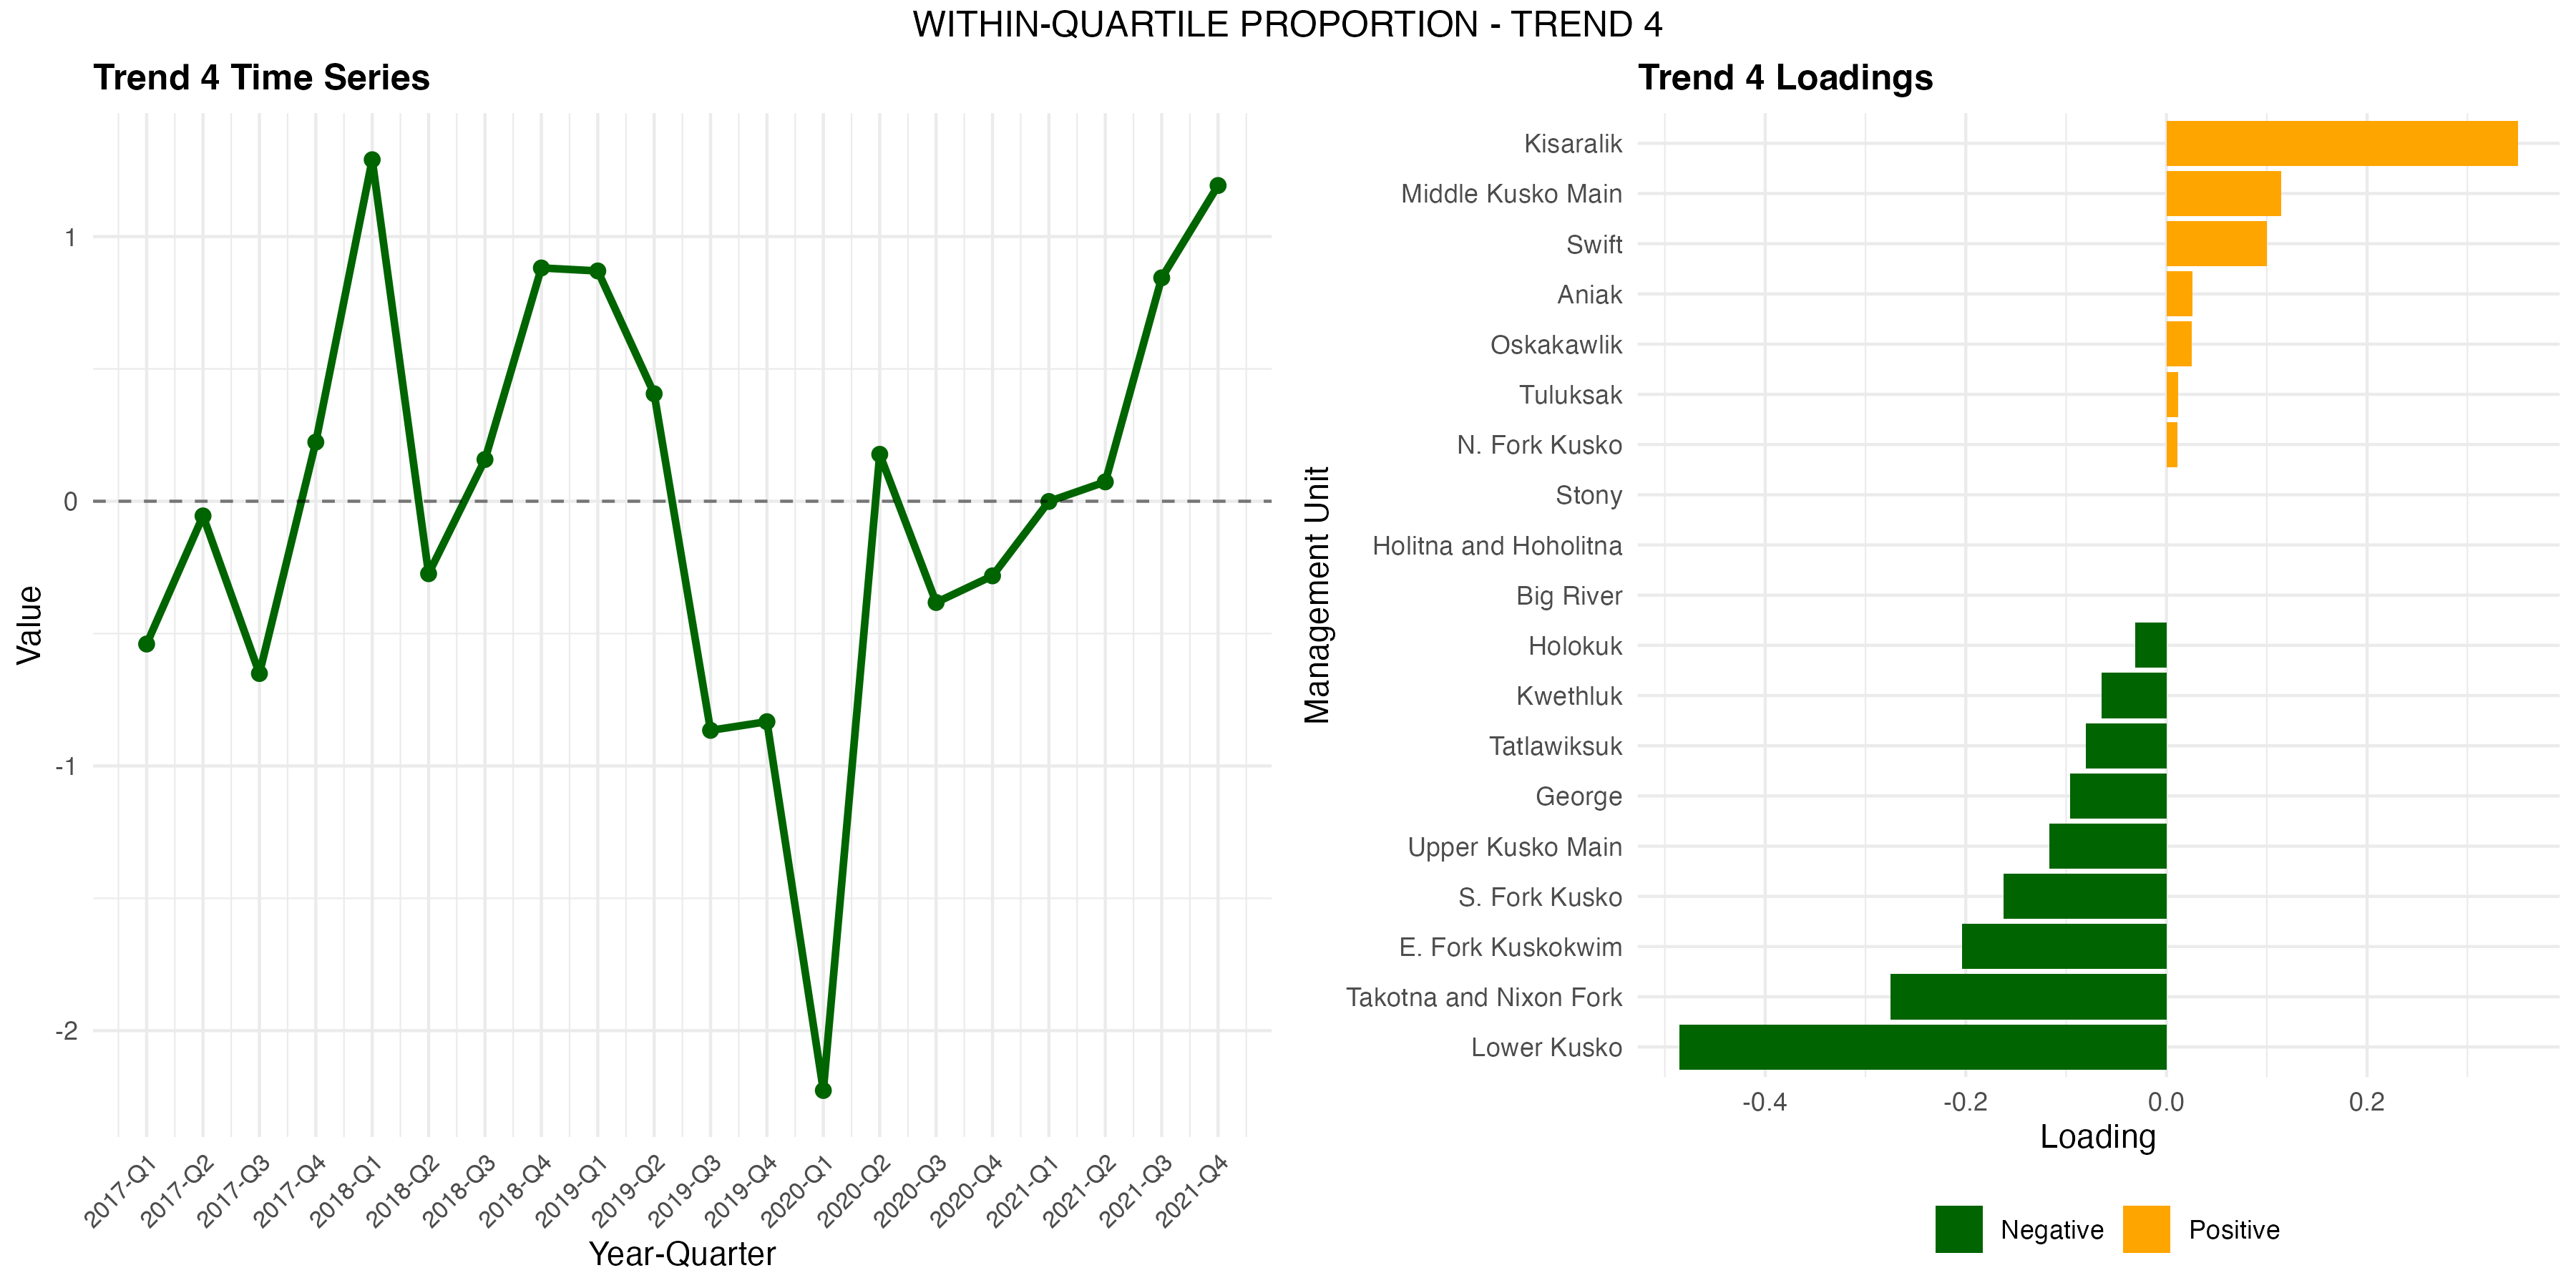 WITHIN-QUARTILE PROPORTION - TREND 4
Trend 4 Time Series
Value
1
0
-1
-2
2017-Q1
2017-Q2
2017-Q3
2017-Q4
2018-Q1
2018-Q2
2018-Q3
2018-Q4
2019-Q1
2019-Q2
2019-Q3
2019-Q4
2020-Q1
2020-Q2
2020-Q3
2020-Q4
2021-Q1
2021-Q2
2021-Q3
2021-Q4
Year-Quarter
Trend 4 Loadings
Management Unit
Kisaralik
Middle Kusko Main
Swift
Aniak
Oskakawlik
Tuluksak
N. Fork Kusko
Stony
Holitna and Hoholitna
Big River
Holokuk
Kwethluk
Tatlawiksuk
George
Upper Kusko Main
S. Fork Kusko
E. Fork Kuskokwim
Takotna and Nixon Fork
Lower Kusko
-0.4
-0.2
0.0
0.2
Loading
Negative
Positive